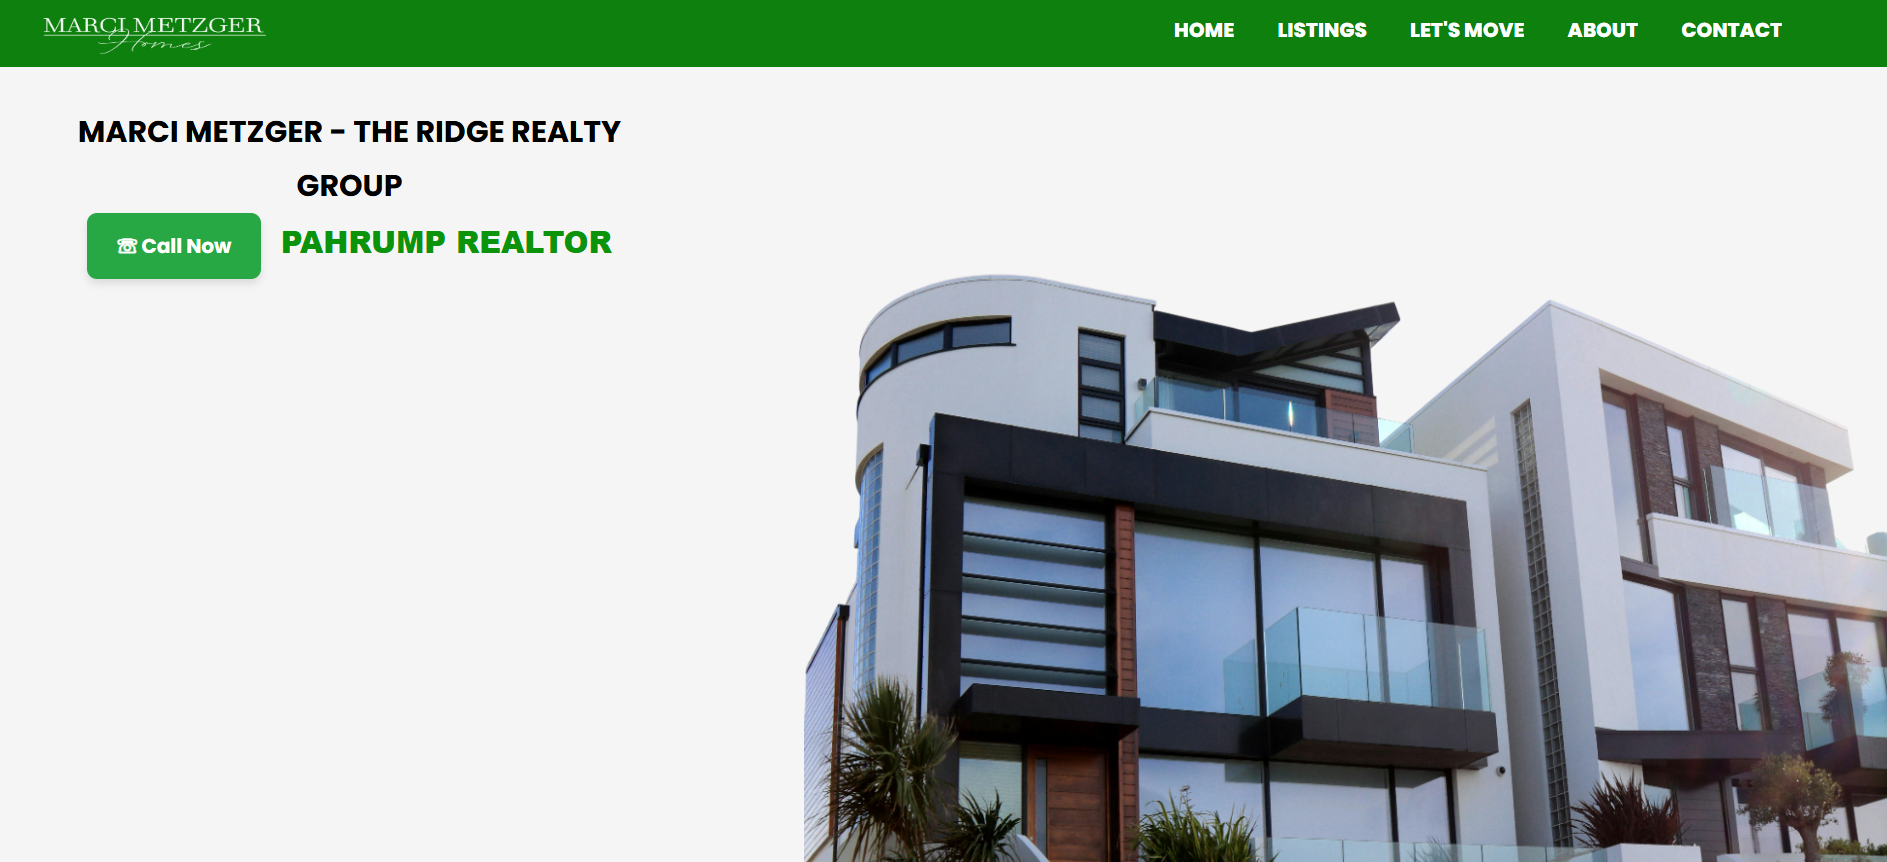 MARCI METZGER
Homes
HOME LISTINGS LET'S MOVE ABOUT CONTACT
MARCI METZGER - THE RIDGE REALTY
GROUP
☏ Call Now PAHRUMP REALTOR